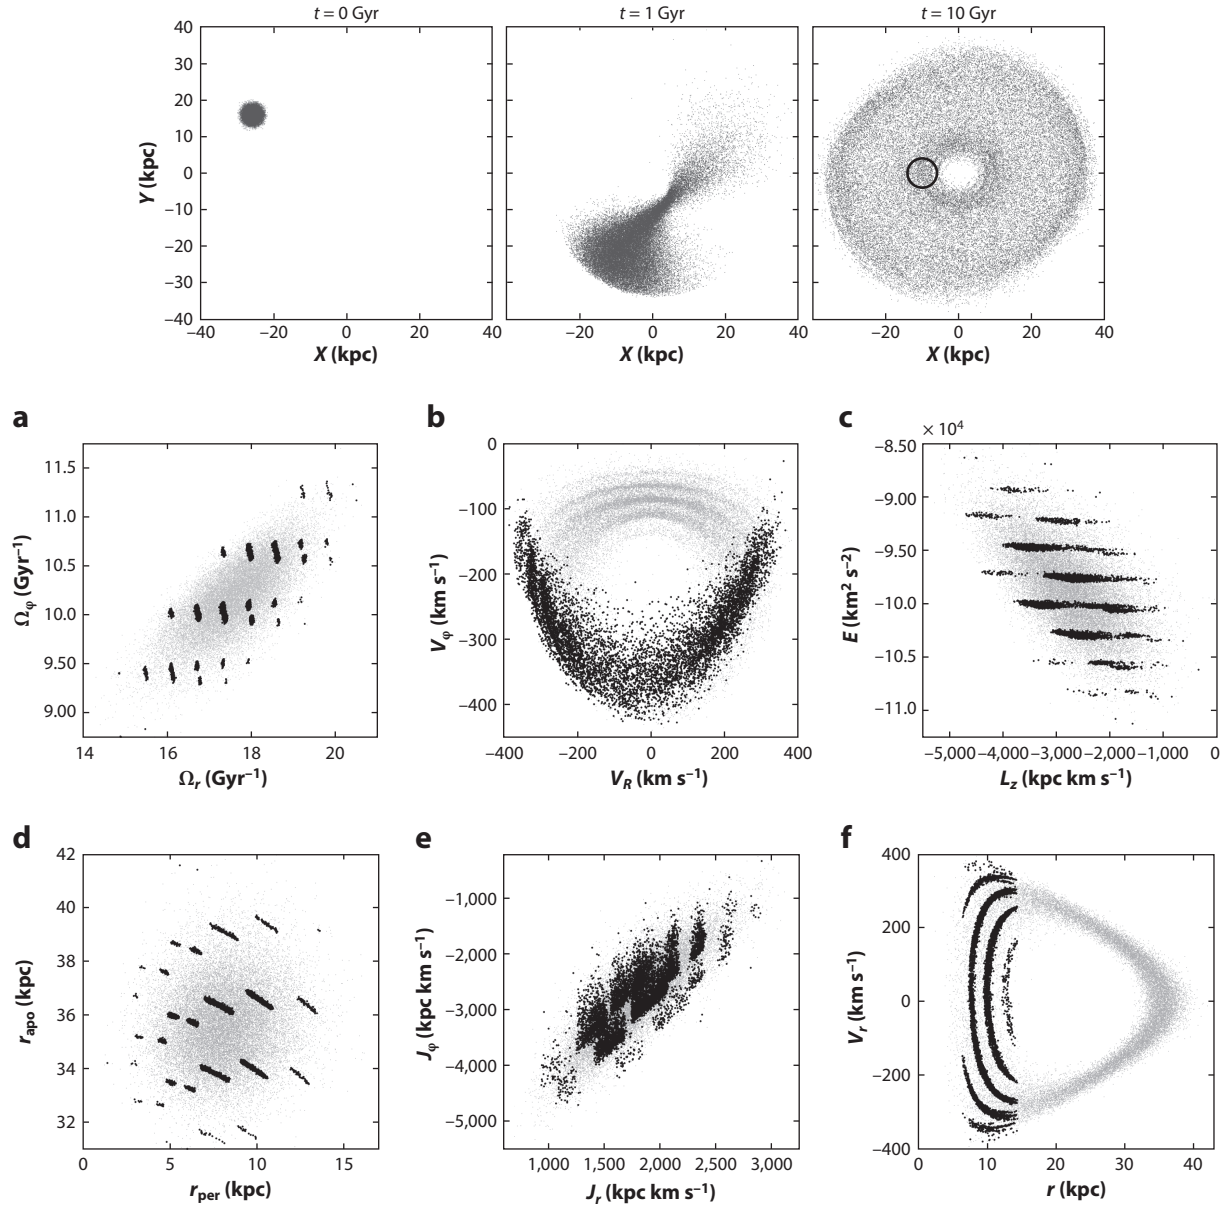 t = 0 Gyr t = 1 Gyr t = 10 Gyr
40
30
20
10
0
−10
−20
−30
−40
Y (kpc)
−40 −20 0 20 40 −20 0 20 40 −20 0 20 40
X (kpc) X (kpc) X (kpc)
a
11.5
11.0
10.5
10.0
9.50
9.00
Ωφ (Gyr⁻¹)
14 16 18 20
Ωr (Gyr⁻¹)
b
0
−100
−200
−300
−400
Vφ (km s⁻¹)
−400 −200 0 200 400
VR (km s⁻¹)
c
× 10⁴
−8.50
−9.00
−9.50
−10.0
−10.5
−11.0
E (km² s⁻²)
−5,000 −4,000 −3,000 −2,000 −1,000 0
Lz (kpc km s⁻¹)
d
42
40
38
36
34
32
rapo (kpc)
0 5 10 15
rper (kpc)
e
−1,000
−2,000
−3,000
−4,000
−5,000
Jφ (kpc km s⁻¹)
1,000 1,500 2,000 2,500 3,000
Jr (kpc km s⁻¹)
f
400
200
0
−200
−400
Vr (km s⁻¹)
0 10 20 30 40
r (kpc)